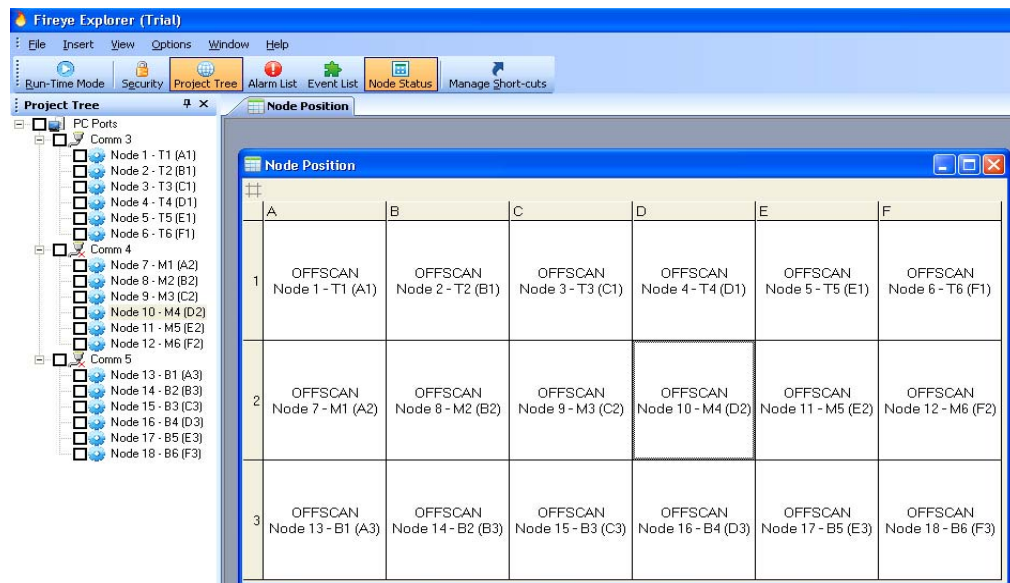 Fireye Explorer (Trial)
File Insert View Options Window Help
Run-Time Mode Security Project Tree Alarm List Event List Node Status Manage Short-cuts
Project Tree
PC Ports
Comm 3
Node 1 - T1 (A1)
Node 2 - T2 (B1)
Node 3 - T3 (C1)
Node 4 - T4 (D1)
Node 5 - T5 (E1)
Node 6 - T6 (F1)
Comm 4
Node 7 - M1 (A2)
Node 8 - M2 (B2)
Node 9 - M3 (C2)
Node 10 - M4 (D2)
Node 11 - M5 (E2)
Node 12 - M6 (F2)
Comm 5
Node 13 - B1 (A3)
Node 14 - B2 (B3)
Node 15 - B3 (C3)
Node 16 - B4 (D3)
Node 17 - B5 (E3)
Node 18 - B6 (F3)
Node Position
Node Position
A B C D E F
1
OFFSCAN OFFSCAN OFFSCAN OFFSCAN OFFSCAN OFFSCAN
Node 1 - T1 (A1) Node 2 - T2 (B1) Node 3 - T3 (C1) Node 4 - T4 (D1) Node 5 - T5 (E1) Node 6 - T6 (F1)
2
OFFSCAN OFFSCAN OFFSCAN OFFSCAN OFFSCAN OFFSCAN
Node 7 - M1 (A2) Node 8 - M2 (B2) Node 9 - M3 (C2) Node 10 - M4 (D2) Node 11 - M5 (E2) Node 12 - M6 (F2)
3
OFFSCAN OFFSCAN OFFSCAN OFFSCAN OFFSCAN OFFSCAN
Node 13 - B1 (A3) Node 14 - B2 (B3) Node 15 - B3 (C3) Node 16 - B4 (D3) Node 17 - B5 (E3) Node 18 - B6 (F3)